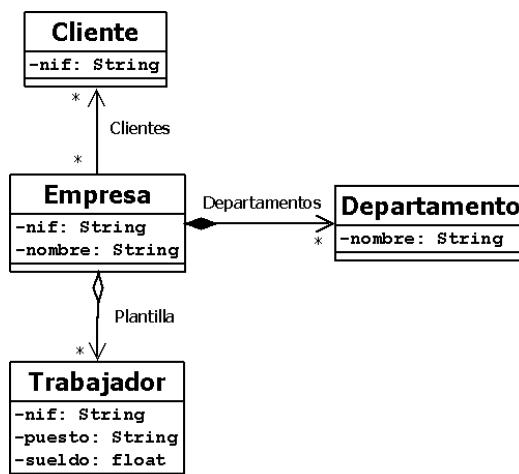 Cliente
-nif: String
*
Clientes
*
Empresa
-nif: String
-nombre: String
Departamentos
*
Departamento
-nombre: String
Plantilla
*
Trabajador
-nif: String
-puesto: String
-sueldo: float